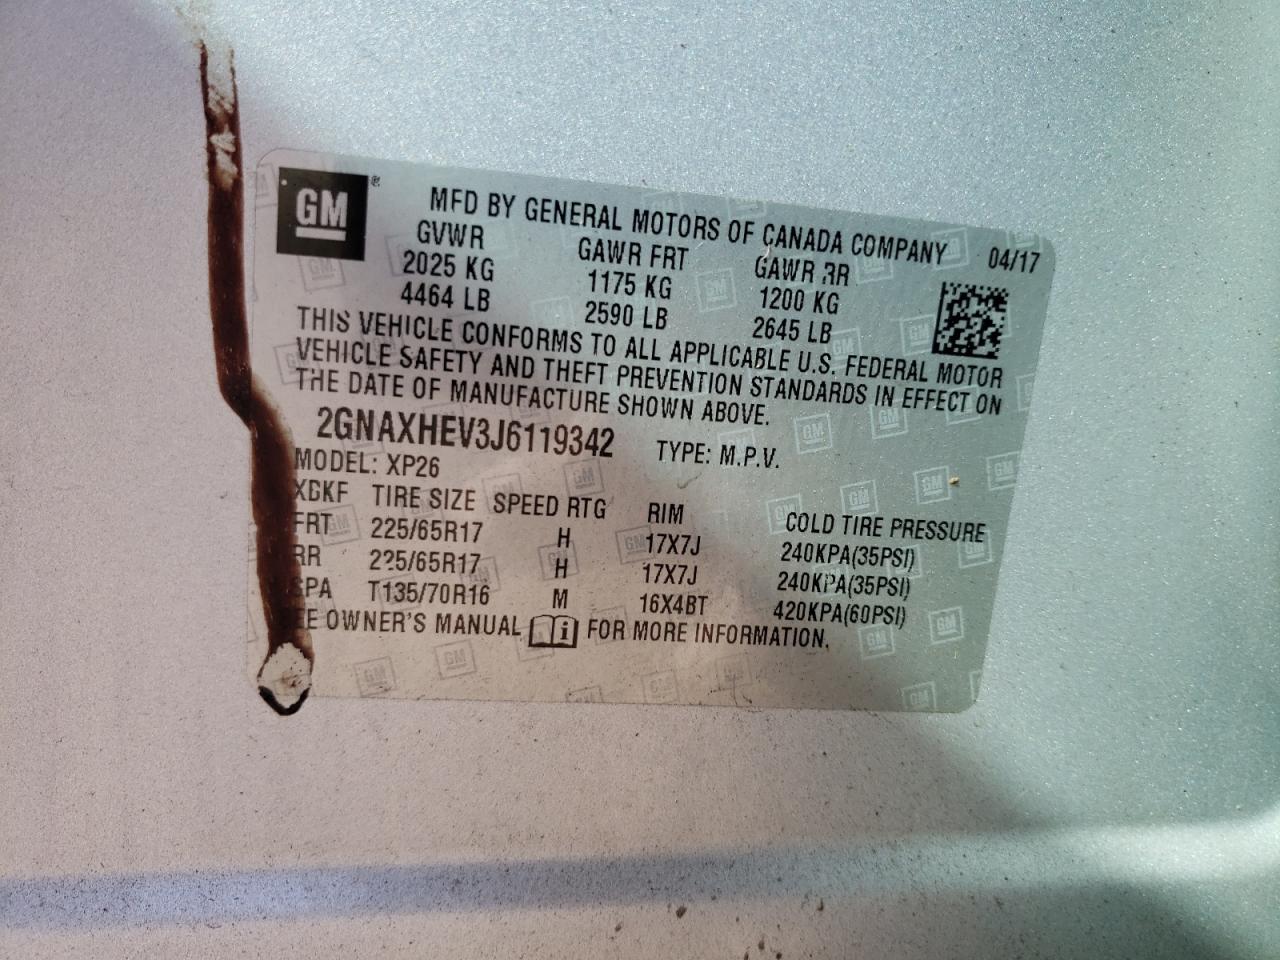 GM
MFD BY GENERAL MOTORS OF CANADA COMPANY 04/17
GVWR GAWR FRT GAWR RR
2025 KG 1175 KG 1200 KG
4464 LB 2590 LB 2645 LB
THIS VEHICLE CONFORMS TO ALL APPLICABLE U.S. FEDERAL MOTOR
VEHICLE SAFETY AND THEFT PREVENTION STANDARDS IN EFFECT ON
THE DATE OF MANUFACTURE SHOWN ABOVE.
2GNAXHEV3J6119342 TYPE: M.P.V.
MODEL: XP26
TIRE SIZE SPEED RTG RIM COLD TIRE PRESSURE
FRT 225/65R17 H 17X7J 240KPA(35PSI)
RR 225/65R17 H 17X7J 240KPA(35PSI)
SPA T135/70R16 M 16X4BT 420KPA(60PSI)
EE OWNER'S MANUAL FOR MORE INFORMATION.